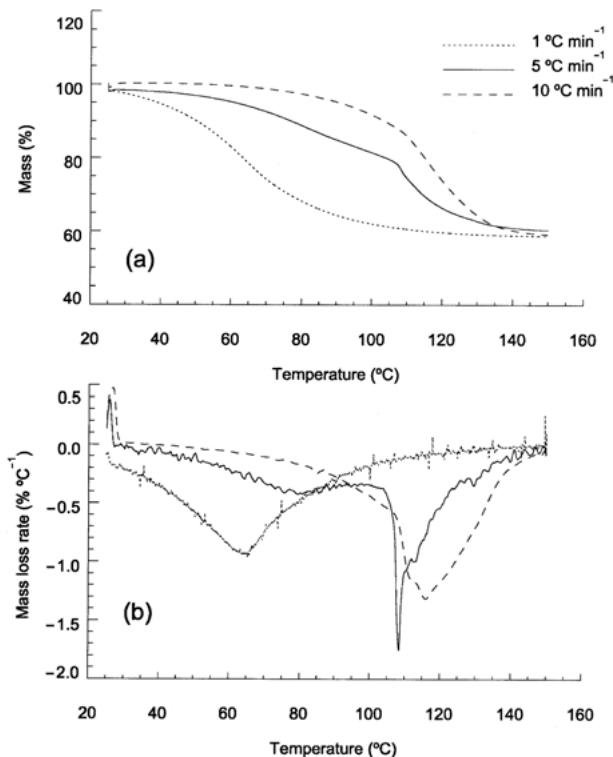 120
100
80
60
40
Mass (%)
1 ºC min⁻¹
5 ºC min⁻¹
10 ºC min⁻¹
(a)
20 40 60 80 100 120 140 160
Temperature (ºC)
0.5
0.0
−0.5
−1.0
−1.5
−2.0
Mass loss rate (% ºC⁻¹)
(b)
20 40 60 80 100 120 140 160
Temperature (ºC)